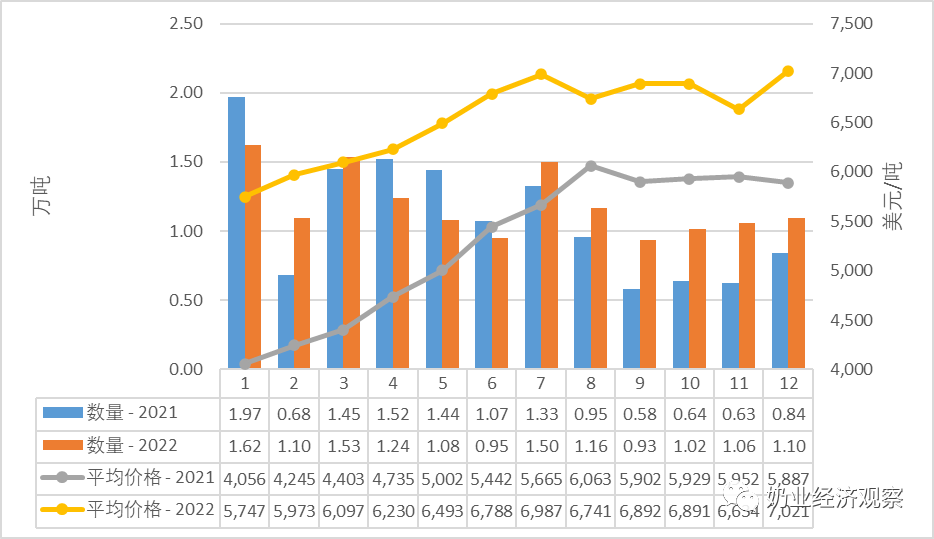 2.50 7,500
7,000
2.00
6,500
1.50 6,000
万吨 美元/吨
5,500
1.00
5,000
0.50
4,500
0.00 4,000
1 2 3 4 5 6 7 8 9 10 11 12
数量 - 2021 1.97 0.68 1.45 1.52 1.44 1.07 1.33 0.95 0.58 0.64 0.63 0.84
数量 - 2022 1.62 1.10 1.53 1.24 1.08 0.95 1.50 1.16 0.93 1.02 1.06 1.10
平均价格 - 2021 4,056 4,245 4,403 4,735 5,002 5,442 5,665 6,063 5,902 5,929 5,952 5,887
平均价格 - 2022 5,747 5,973 6,097 6,230 6,493 6,788 6,987 6,741 6,892 6,891 6,634 7,021
奶业经济观察